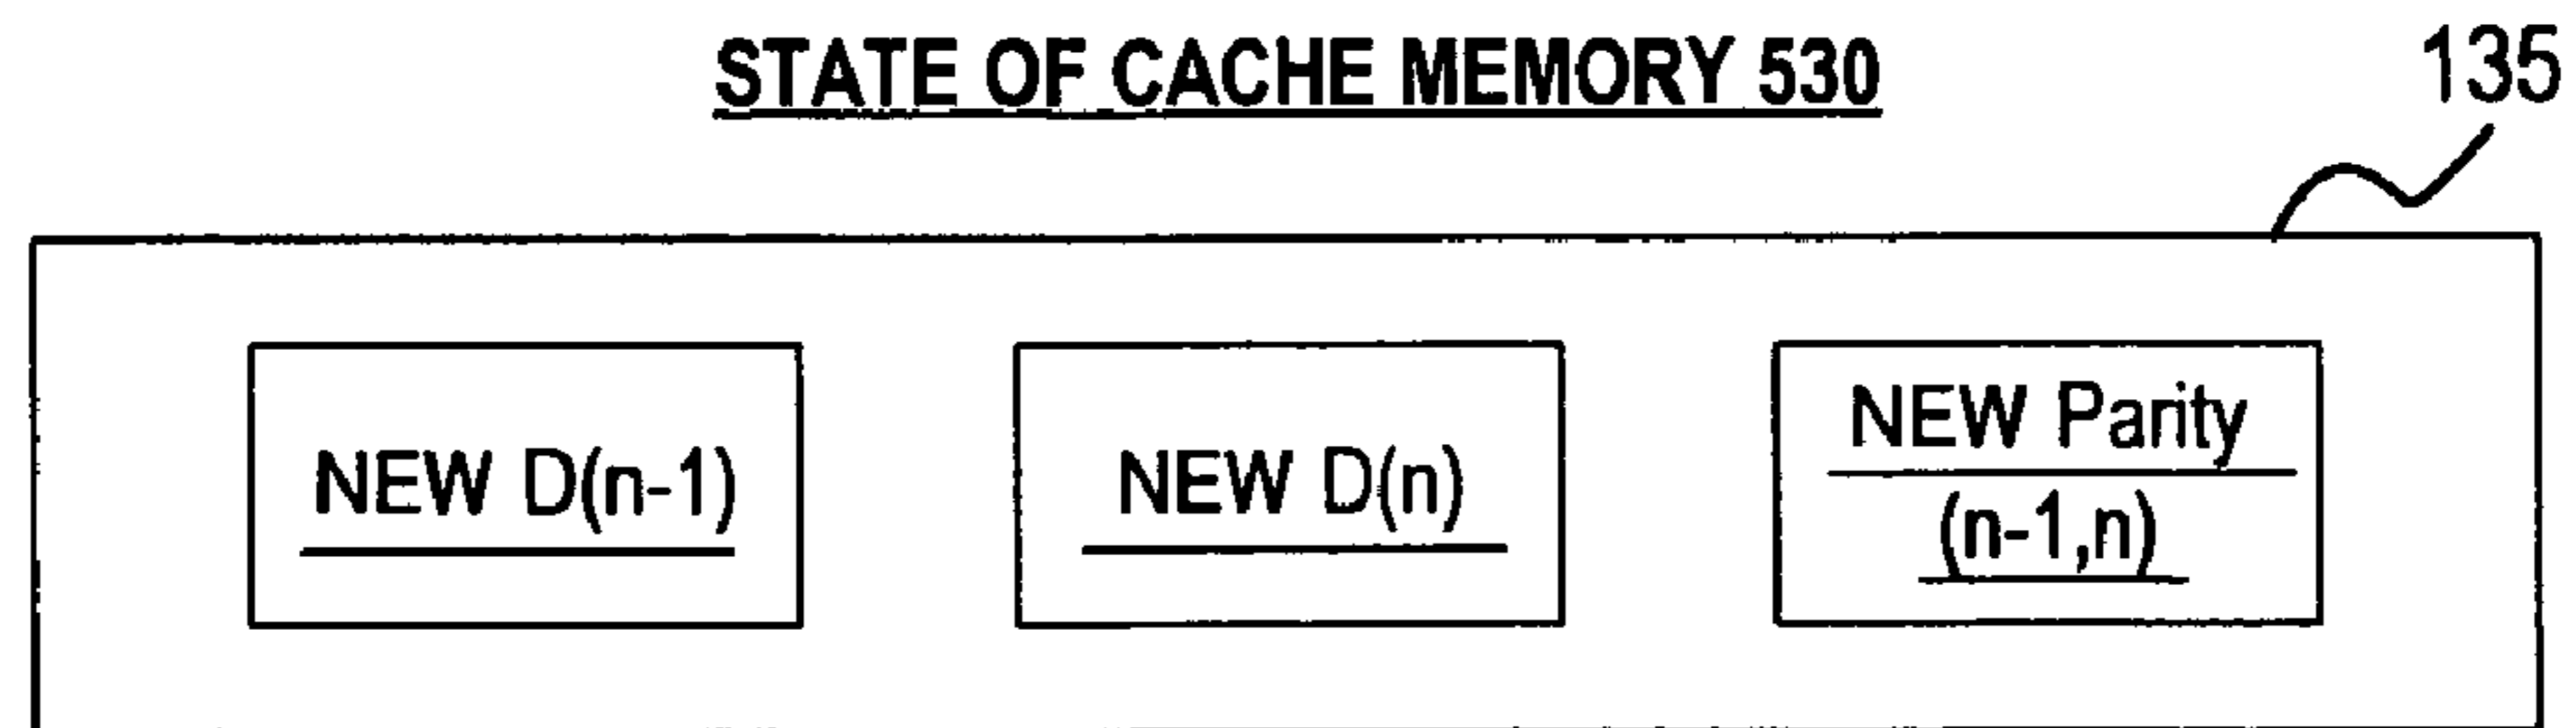 STATE OF CACHE MEMORY 530
135
NEW D(n-1)
NEW D(n)
NEW Parity
(n-1,n)